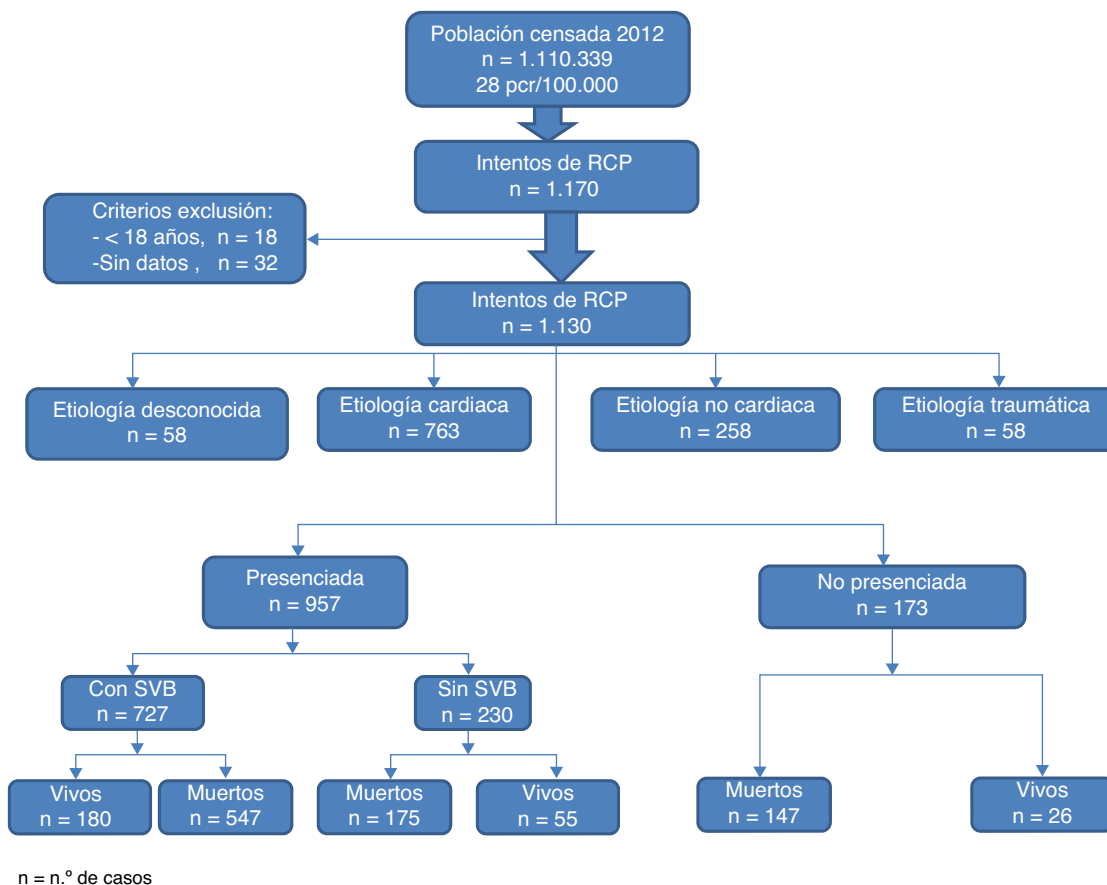 Población censada 2012
n = 1.110.339
28 pcr/100.000
Intentos de RCP
n = 1.170
Criterios exclusión:
- < 18 años, n = 18
-Sin datos , n = 32
Intentos de RCP
n = 1.130
Etiología desconocida
n = 58
Etiología cardiaca
n = 763
Etiología no cardiaca
n = 258
Etiología traumática
n = 58
Presenciada
n = 957
No presenciada
n = 173
Con SVB
n = 727
Sin SVB
n = 230
Vivos
n = 180
Muertos
n = 547
Muertos
n = 175
Vivos
n = 55
Muertos
n = 147
Vivos
n = 26
n = n.º de casos